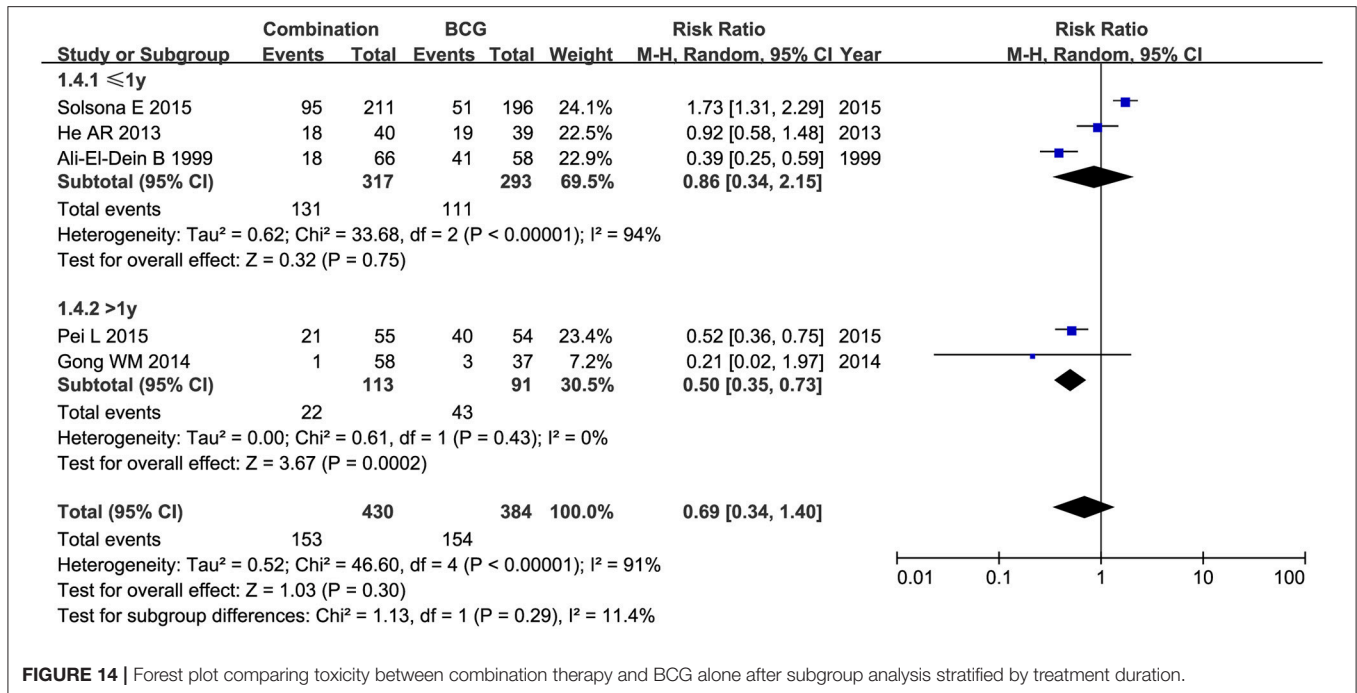 Combination BCG Risk Ratio Risk Ratio
Study or Subgroup Events Total Events Total Weight M-H, Random, 95% CI Year M-H, Random, 95% CI
1.4.1 ≤1y
Solsona E 2015 95 211 51 196 24.1% 1.73 [1.31, 2.29] 2015
He AR 2013 18 40 19 39 22.5% 0.92 [0.58, 1.48] 2013
Ali-El-Dein B 1999 18 66 41 58 22.9% 0.39 [0.25, 0.59] 1999
Subtotal (95% CI) 317 293 69.5% 0.86 [0.34, 2.15]
Total events 131 111
Heterogeneity: Tau² = 0.62; Chi² = 33.68, df = 2 (P < 0.00001); I² = 94%
Test for overall effect: Z = 0.32 (P = 0.75)
1.4.2 >1y
Pei L 2015 21 55 40 54 23.4% 0.52 [0.36, 0.75] 2015
Gong WM 2014 1 58 3 37 7.2% 0.21 [0.02, 1.97] 2014
Subtotal (95% CI) 113 91 30.5% 0.50 [0.35, 0.73]
Total events 22 43
Heterogeneity: Tau² = 0.00; Chi² = 0.61, df = 1 (P = 0.43); I² = 0%
Test for overall effect: Z = 3.67 (P = 0.0002)
Total (95% CI) 430 384 100.0% 0.69 [0.34, 1.40]
Total events 153 154
Heterogeneity: Tau² = 0.52; Chi² = 46.60, df = 4 (P < 0.00001); I² = 91%
Test for overall effect: Z = 1.03 (P = 0.30)
Test for subgroup differences: Chi² = 1.13, df = 1 (P = 0.29), I² = 11.4%
0.01 0.1 1 10 100
FIGURE 14 | Forest plot comparing toxicity between combination therapy and BCG alone after subgroup analysis stratified by treatment duration.